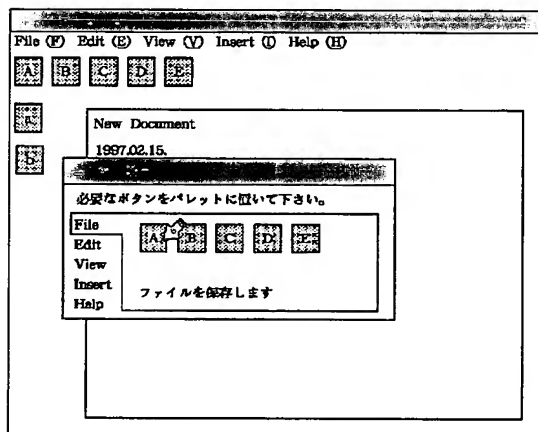 File (F) Edit (E) View (V) Insert (I) Help (H)
A B C D E
a
b
New Document
1997.02.15.
必要なボタンをパレットに置いて下さい。
File
Edit
View
Insert
Help
A B C D E
ファイルを保存します